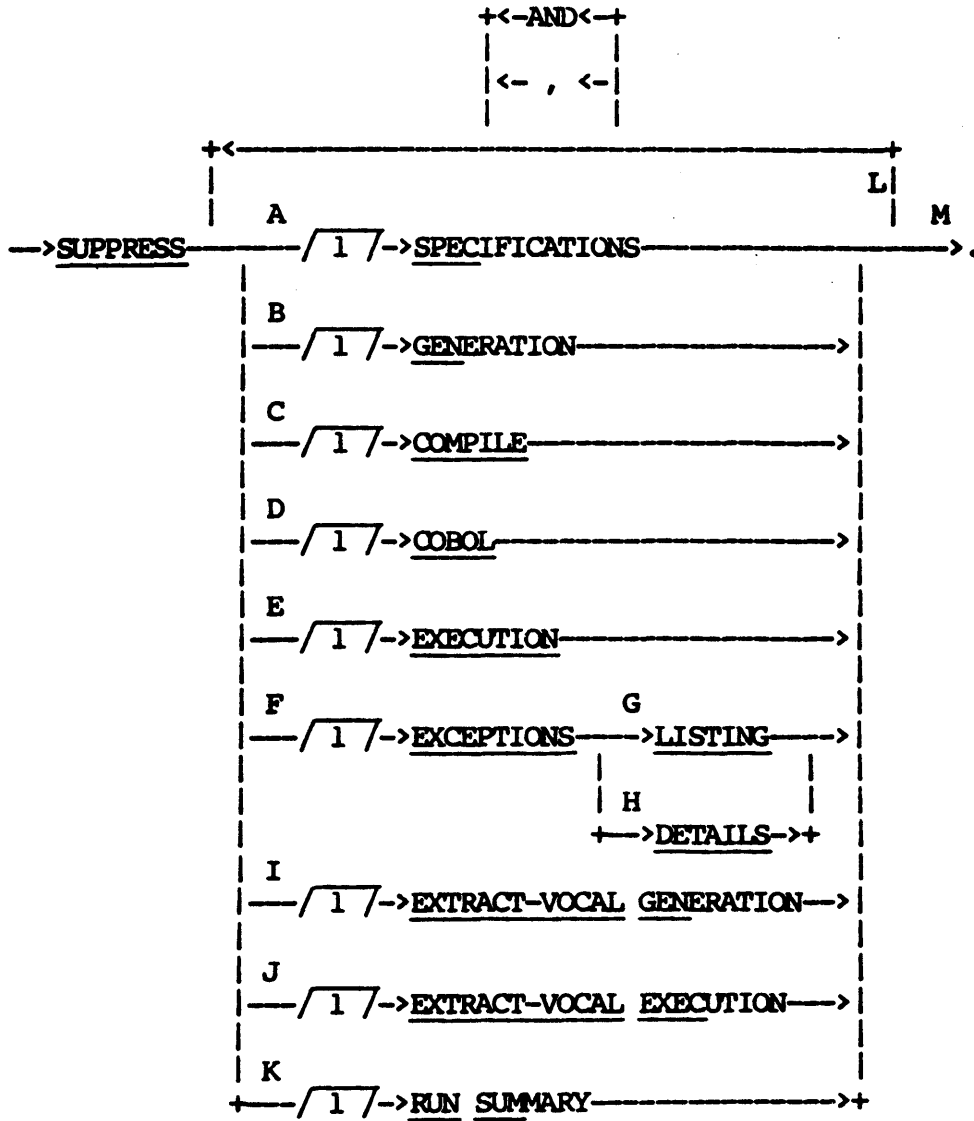 +<-AND<-+
|<- , <-|
+<-----------------------------+
L
A M
-->SUPPRESS-----/ 1 /->SPECIFICATIONS---------------->.
B
|--/ 1 /->GENERATION---------------->
C
|--/ 1 /->COMPILE------------------->
D
|--/ 1 /->COBOL--------------------->
E
|--/ 1 /->EXECUTION----------------->
F G
|--/ 1 /->EXCEPTIONS--->LISTING--->
H
+-->DETAILS->+
I
|--/ 1 /->EXTRACT-VOCAL GENERATION-->
J
|--/ 1 /->EXTRACT-VOCAL EXECUTION--->
K
+--/ 1 /->RUN SUMMARY--------------->+